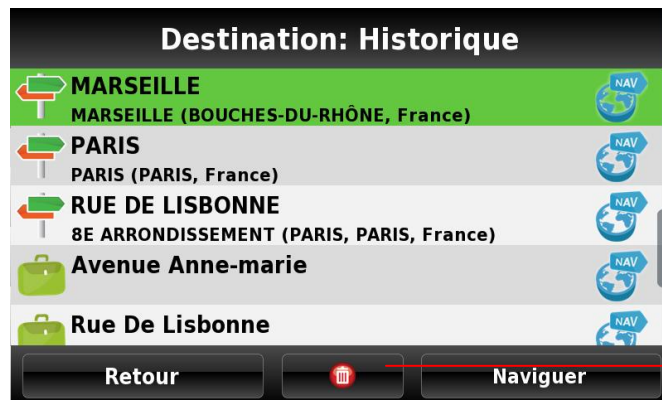 Destination: Historique
MARSEILLE
NAV
MARSEILLE (BOUCHES-DU-RHÔNE, France)
PARIS
NAV
PARIS (PARIS, France)
RUE DE LISBONNE
NAV
8E ARRONDISSEMENT (PARIS, PARIS, France)
Avenue Anne-marie
NAV
Rue De Lisbonne
NAV
Retour
Naviguer